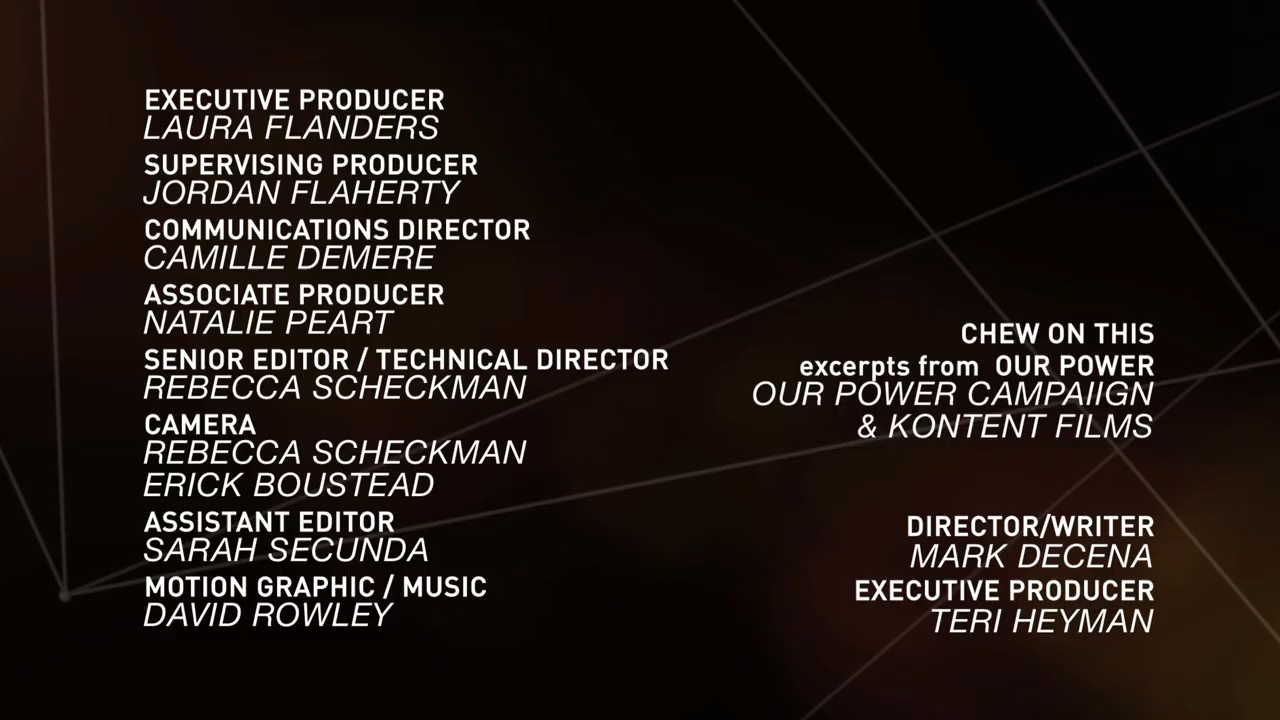 EXECUTIVE PRODUCER
LAURA FLANDERS
SUPERVISING PRODUCER
JORDAN FLAHERTY
COMMUNICATIONS DIRECTOR
CAMILLE DEMERE
ASSOCIATE PRODUCER
NATALIE PEART
SENIOR EDITOR / TECHNICAL DIRECTOR
REBECCA SCHECKMAN
CAMERA
REBECCA SCHECKMAN
ERICK BOUSTEAD
ASSISTANT EDITOR
SARAH SECUNDA
MOTION GRAPHIC / MUSIC
DAVID ROWLEY
CHEW ON THIS
excerpts from OUR POWER
OUR POWER CAMPAIIGN
& KONTENT FILMS
DIRECTOR/WRITER
MARK DECENA
EXECUTIVE PRODUCER
TERI HEYMAN